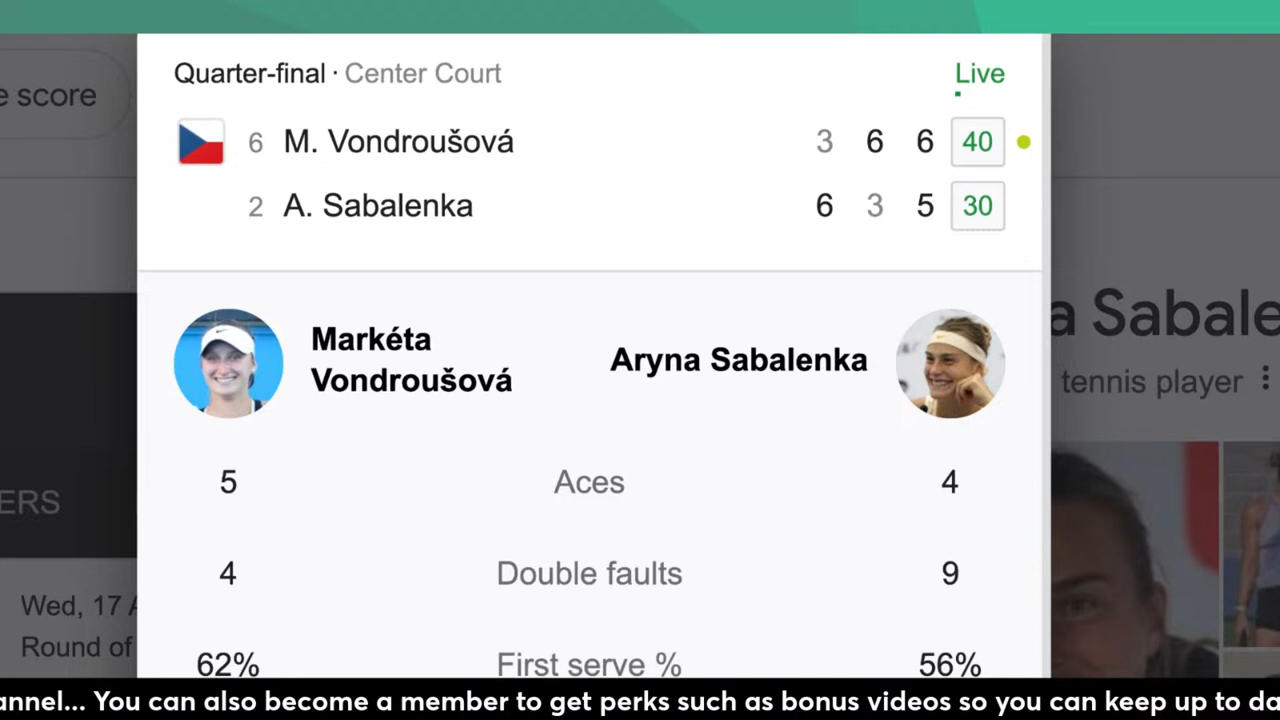 e score
Quarter-final · Center Court
Live
6 M. Vondroušová 3 6 6 40
2 A. Sabalenka 6 3 5 30
Markéta
Vondroušová
Aryna Sabalenka
a Sabale
tennis player
5 Aces 4
ERS
4 Double faults 9
Wed, 17 A
Round of
62% First serve % 56%
annel... You can also become a member to get perks such as bonus videos so you can keep up to da